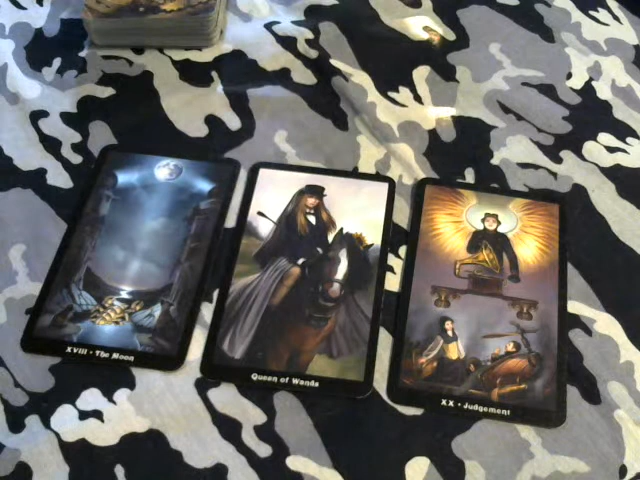 XVIII • The Moon
Queen of Wands
XX • Judgement